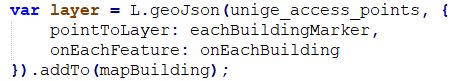 var layer = L.geoJson(unige_access_points, {
    pointToLayer: eachBuildingMarker,
    onEachFeature: onEachBuilding
}).addTo(mapBuilding);